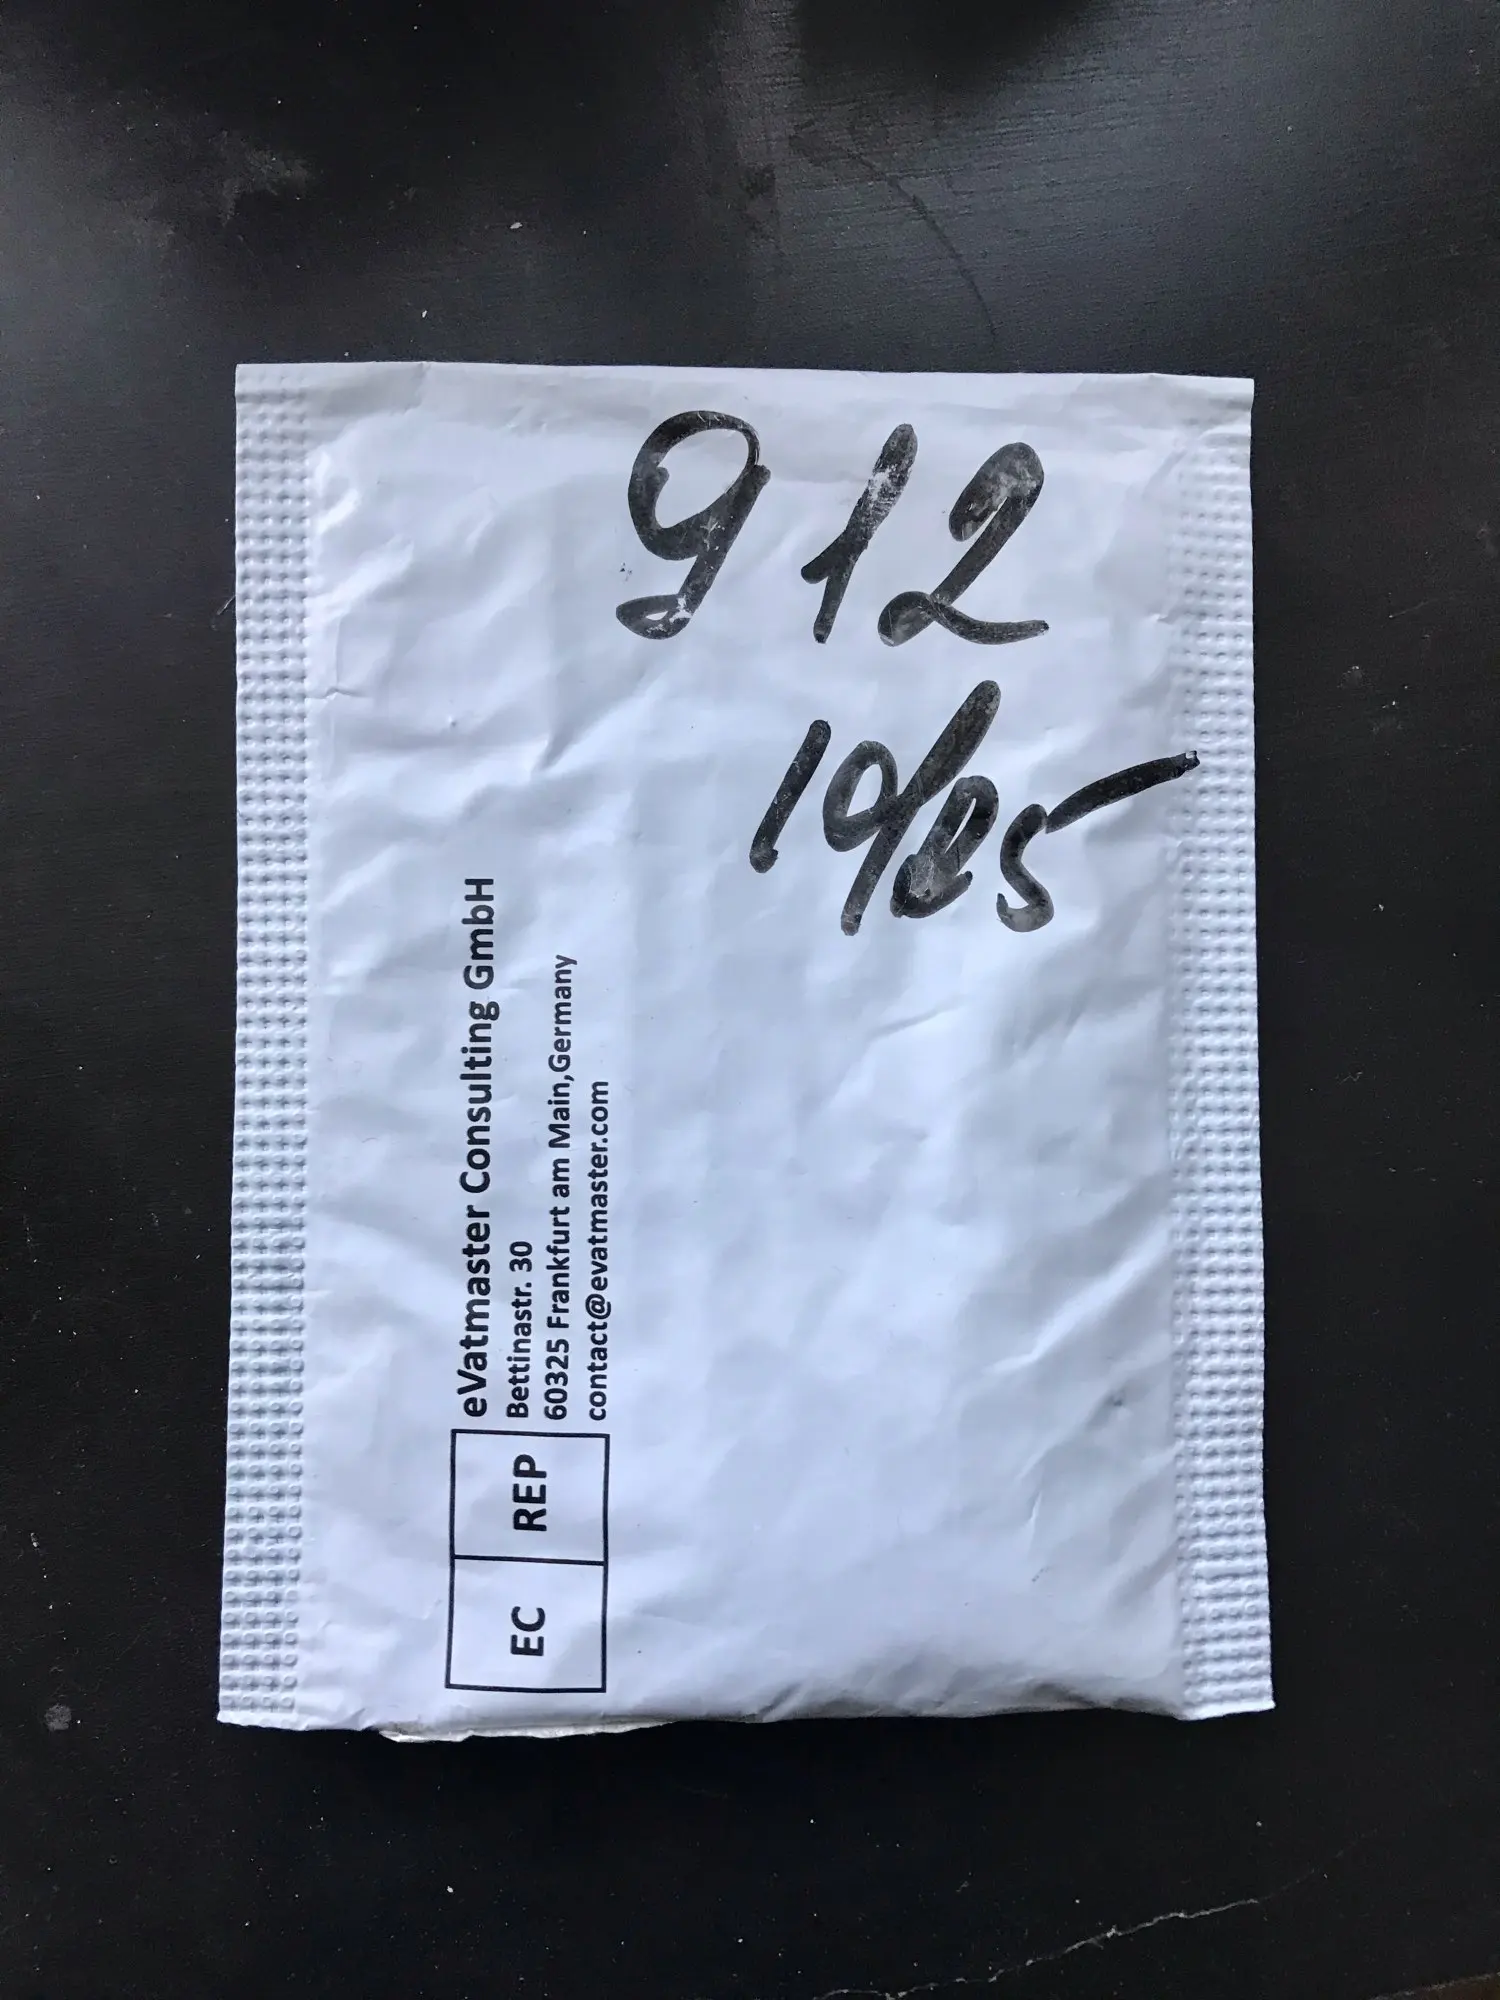 912
10/25
eVatmaster Consulting GmbH
Bettinastr. 30
60325 Frankfurt am Main,Germany
contact@evatmaster.com
EC REP